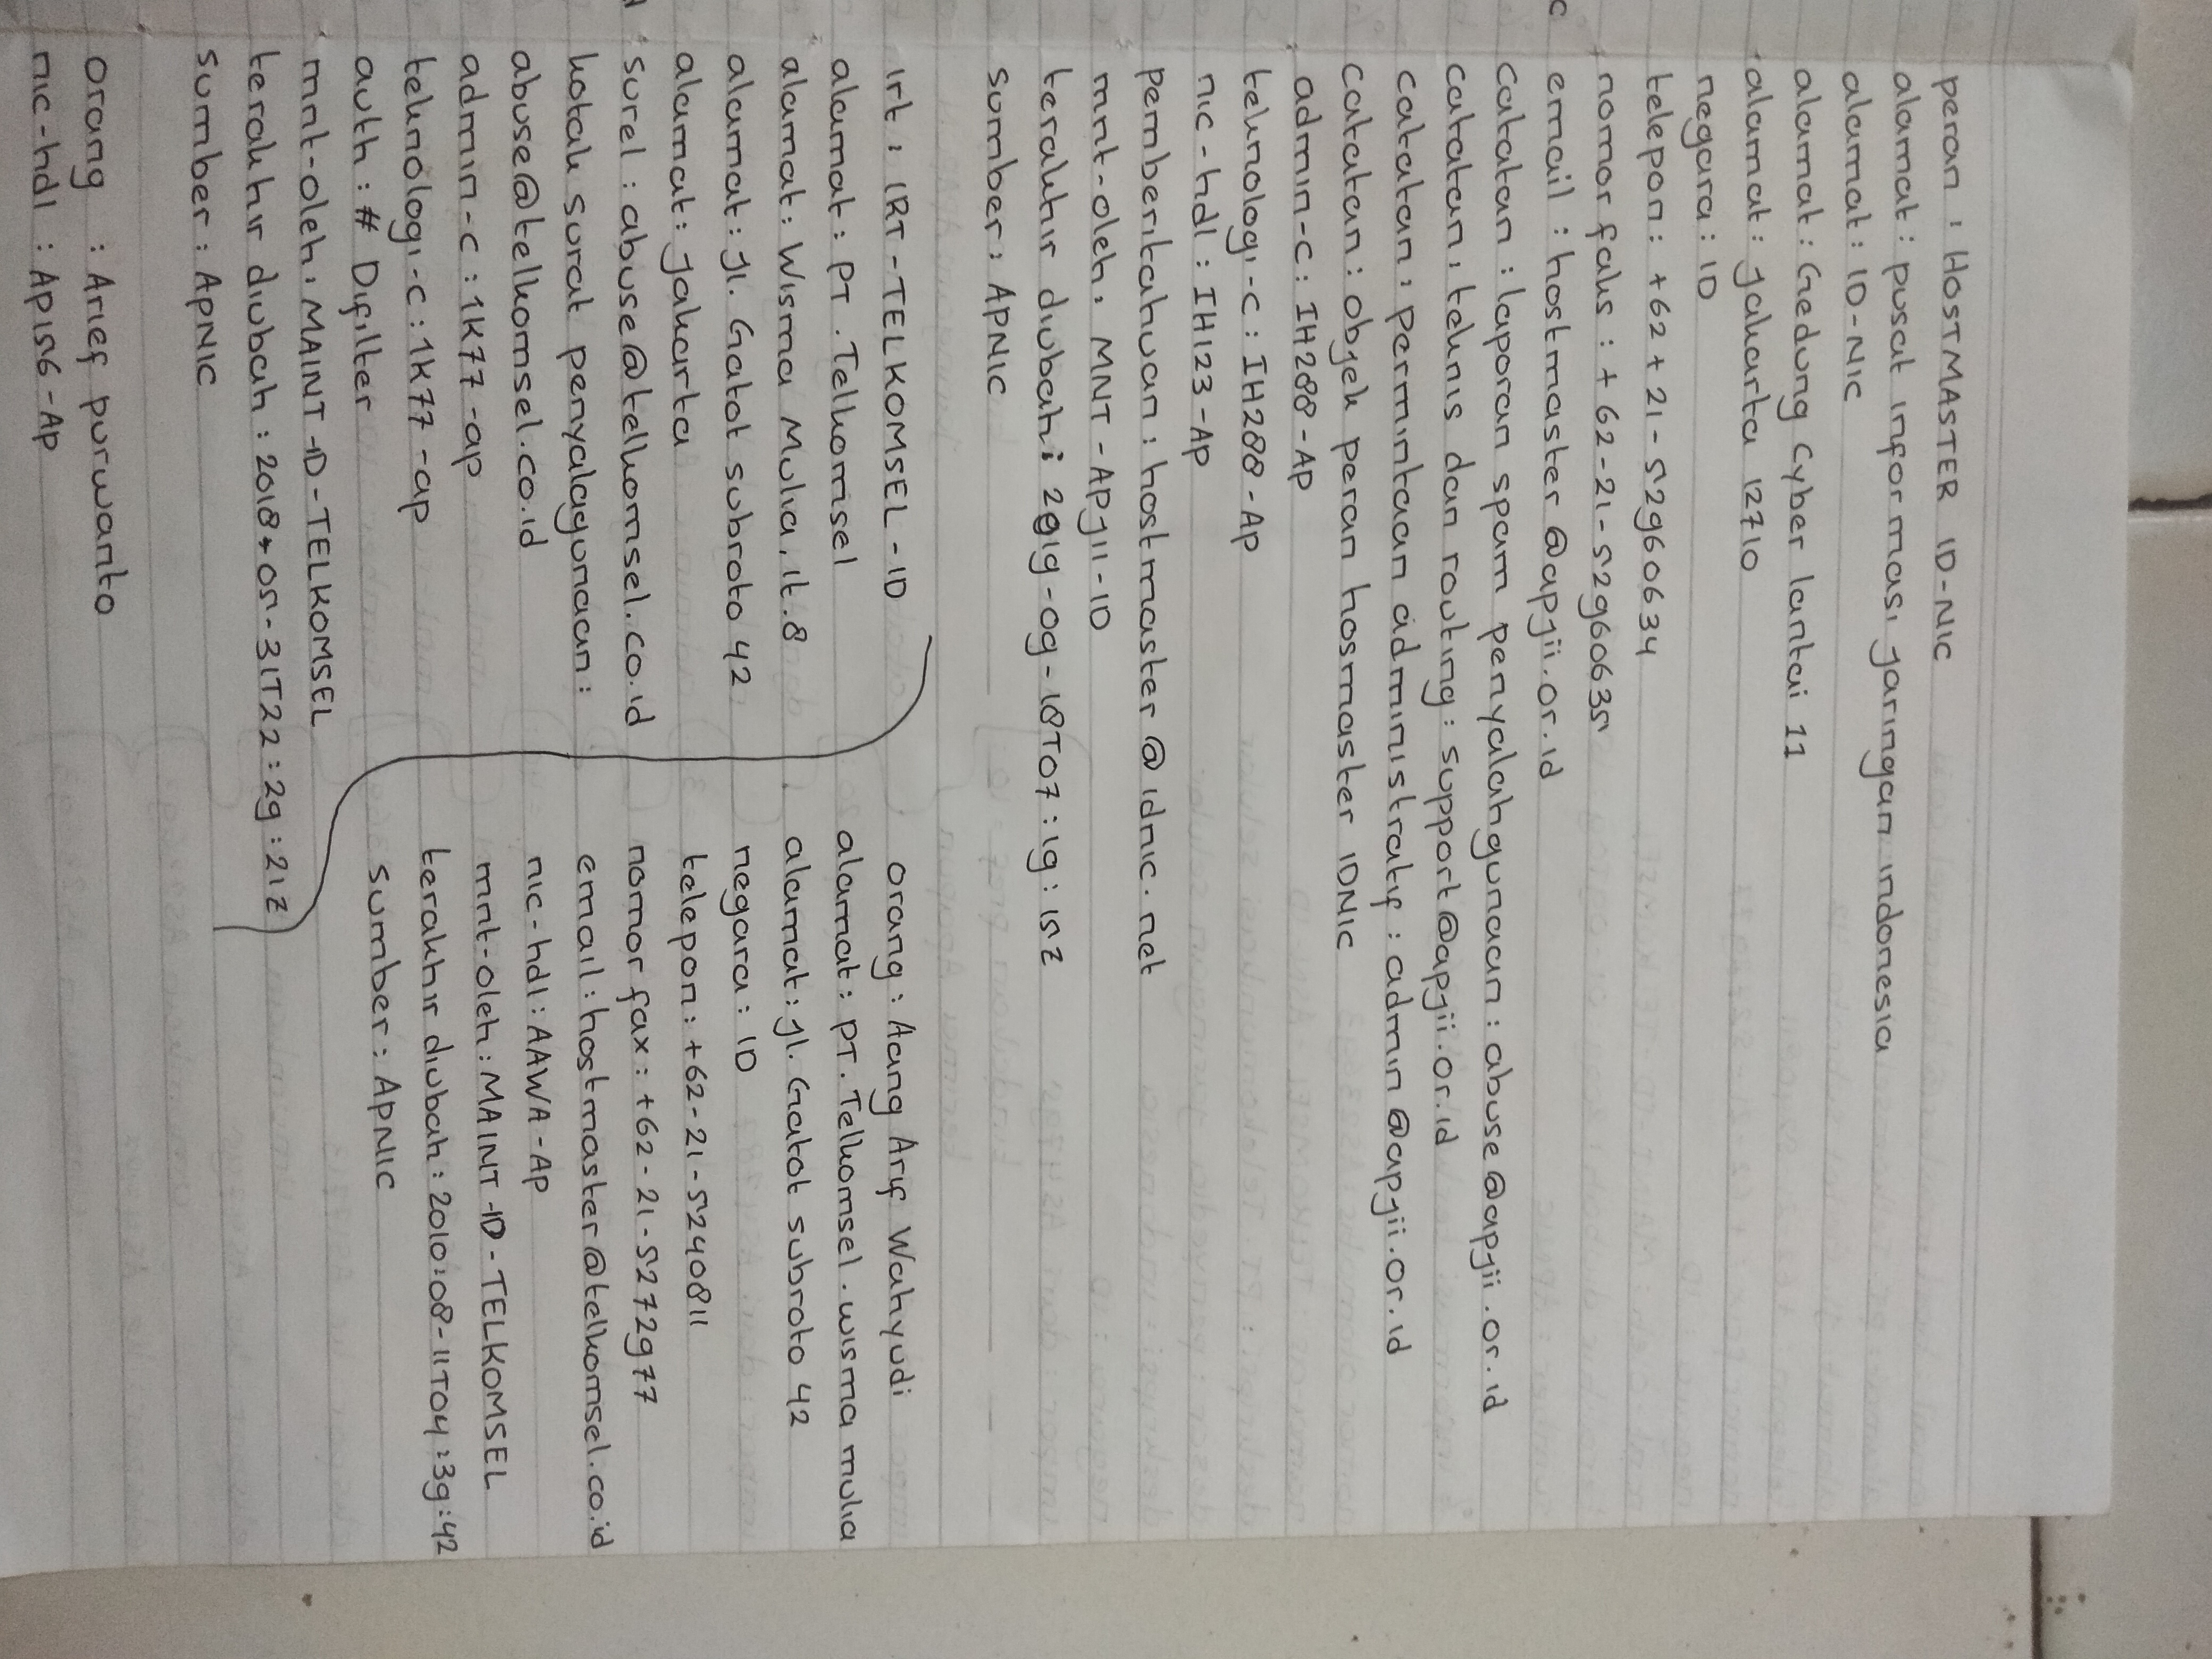 peran : HOSTMASTER ID-NIC
alamat : pusat informasi jaringan indonesia
alamat : ID-NIC
alamat : Gedung Cyber lantai 11
alamat : jakarta 12710
negara : ID
telepon : +62+21-52960634
nomor faks : +62-21-52960635
email : hostmaster@apjii.or.id
catatan : laporan spam penyalahgunaan : abuse@apjii.or.id
catatan : teknis dan routing : support@apjii.or.id
catatan : permintaan administratif : admin@apjii.or.id
catatan : objek peran hosmaster IDNIC
admin-c : IH288-AP
teknologi-c : IH288-AP
nic-hdl : IH123-AP
pemberitahuan : hostmaster@idnic.net
mnt-oleh : MNT-APJII-ID
terakhir diubah : 2019-09-18T07:19:15Z
sumber : APNIC
irt : IRT-TELKOMSEL-ID
alamat : PT. Telkomsel
alamat : Wisma Mulia, lt.8
alamat : jl. Gatot subroto 42
alamat : jakarta
surel : abuse@telkomsel.co.id
kotak surat penyalagunaan :
abuse@telkomsel.co.id
admin-c : 1K77-ap
teknologi-c : 1K77-ap
auth : # Difilter
mnt-oleh : MAINT-ID-TELKOMSEL
terakhir diubah : 2018+05-31T22:29:21Z
sumber : APNIC
orang : Aang Arif Wahyudi
alamat : PT. Telkomsel. wisma mulia
alamat : jl. Gatot subroto 42
negara : ID
telepon : +62-21-5240811
nomor fax : +62-21-5272977
email : hostmaster@telkomsel.co.id
nic-hdl : AAWA-AP
mnt-oleh : MAINT-ID-TELKOMSEL
terakhir diubah : 2010:08-11T04:39:42
sumber : APNIC
orang : Arief purwanto
nic-hdl : AP156-AP